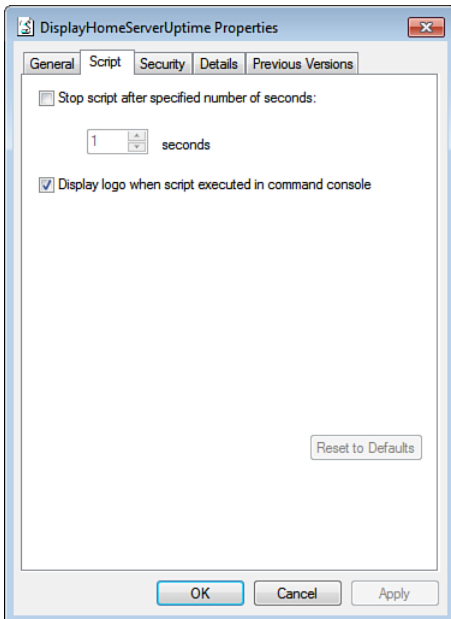 DisplayHomeServerUptime Properties
General Script Security Details Previous Versions
Stop script after specified number of seconds:
1 seconds
Display logo when script executed in command console
Reset to Defaults
OK Cancel Apply